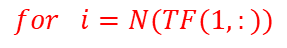 for i = N(TF(1,:))